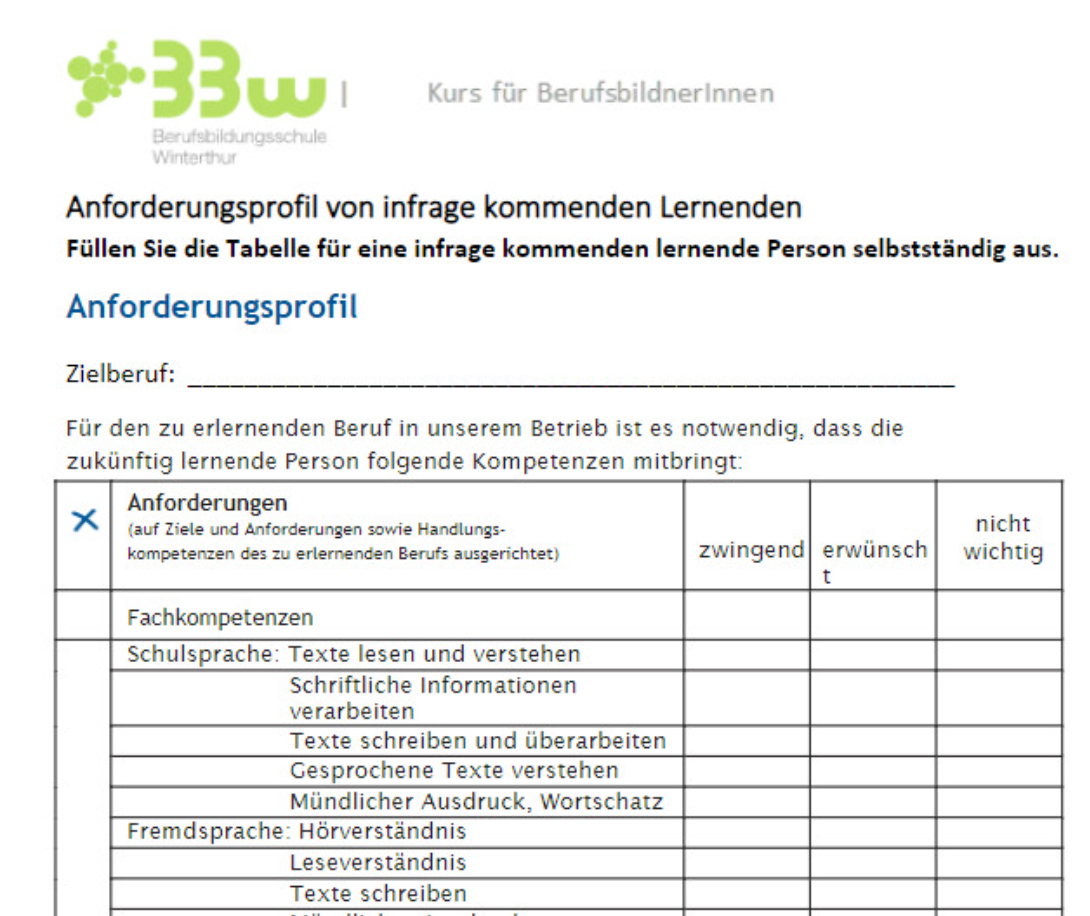 BBw | Kurs für BerufsbildnerInnen
Berufsbildungsschule
Winterthur
Anforderungsprofil von infrage kommenden Lernenden
Füllen Sie die Tabelle für eine infrage kommenden lernende Person selbstständig aus.
Anforderungsprofil
Zielberuf: ______________________________________________________
Für den zu erlernenden Beruf in unserem Betrieb ist es notwendig, dass die
zukünftig lernende Person folgende Kompetenzen mitbringt:
Anforderungen
(auf Ziele und Anforderungen sowie Handlungs-
kompetenzen des zu erlernenden Berufs ausgerichtet)
zwingend
erwünsch
t
nicht
wichtig
Fachkompetenzen
Schulsprache: Texte lesen und verstehen
Schriftliche Informationen
verarbeiten
Texte schreiben und überarbeiten
Gesprochene Texte verstehen
Mündlicher Ausdruck, Wortschatz
Fremdsprache: Hörverständnis
Leseverständnis
Texte schreiben